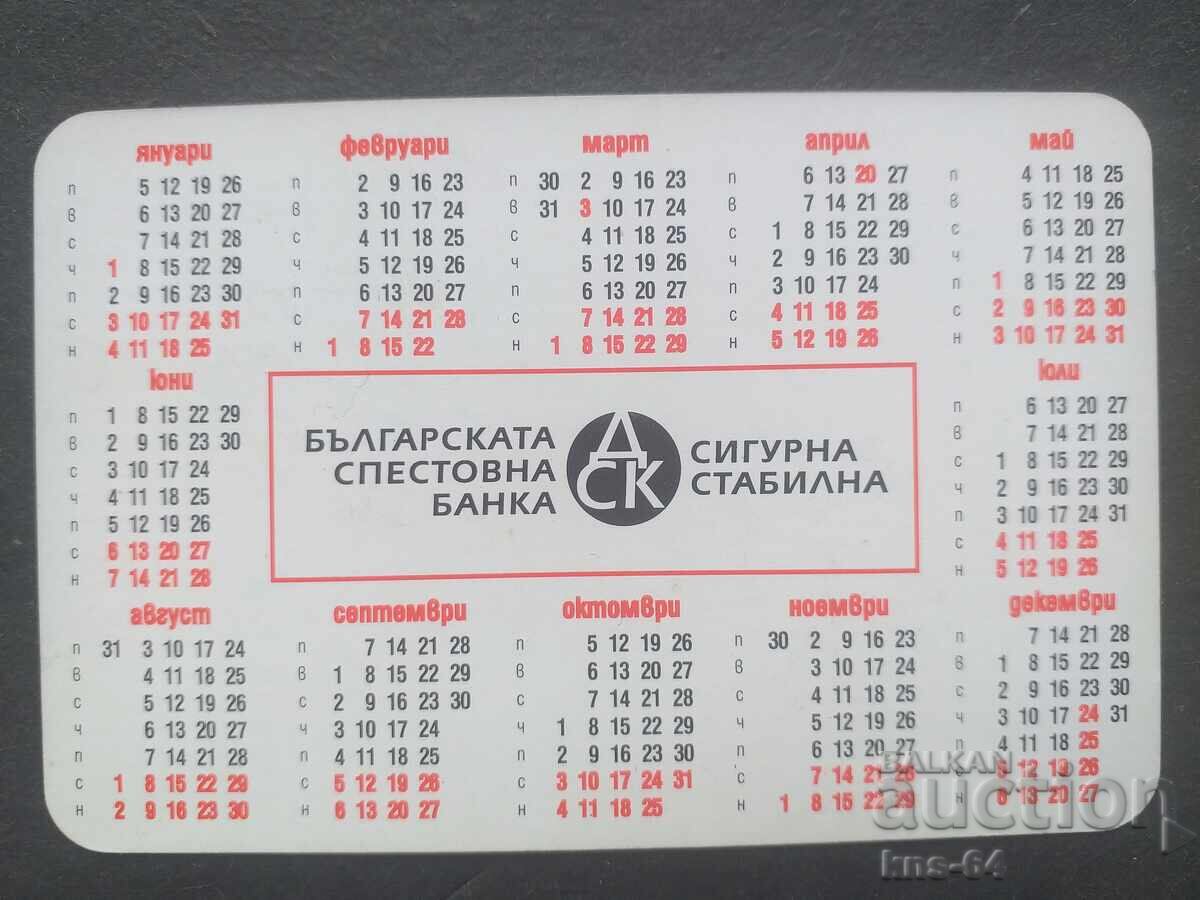 януари
п 5 12 19 26
в 6 13 20 27
с 7 14 21 28
ч 1 8 15 22 29
п 2 9 16 23 30
с 3 10 17 24 31
н 4 11 18 25
февруари
п 2 9 16 23
в 3 10 17 24
с 4 11 18 25
ч 5 12 19 26
п 6 13 20 27
с 7 14 21 28
н 1 8 15 22
март
п 30 2 9 16 23
в 31 3 10 17 24
с 4 11 18 25
ч 5 12 19 26
п 6 13 20 27
с 7 14 21 28
н 1 8 15 22 29
април
п 6 13 20 27
в 7 14 21 28
с 1 8 15 22 29
ч 2 9 16 23 30
п 3 10 17 24
с 4 11 18 25
н 5 12 19 26
май
п 4 11 18 25
в 5 12 19 26
с 6 13 20 27
ч 7 14 21 28
п 1 8 15 22 29
с 2 9 16 23 30
н 3 10 17 24 31
юни
п 1 8 15 22 29
в 2 9 16 23 30
с 3 10 17 24
ч 4 11 18 25
п 5 12 19 26
с 6 13 20 27
н 7 14 21 28
БЪЛГАРСКАТА
СПЕСТОВНА
БАНКА
ДСК
СИГУРНА
СТАБИЛНА
юли
п 6 13 20 27
в 7 14 21 28
с 1 8 15 22 29
ч 2 9 16 23 30
п 3 10 17 24 31
с 4 11 18 25
н 5 12 19 26
август
п 31 3 10 17 24
в 4 11 18 25
с 5 12 19 26
ч 6 13 20 27
п 7 14 21 28
с 1 8 15 22 29
н 2 9 16 23 30
септември
п 7 14 21 28
в 1 8 15 22 29
с 2 9 16 23 30
ч 3 10 17 24
п 4 11 18 25
с 5 12 19 26
н 6 13 20 27
октомври
п 5 12 19 26
в 6 13 20 27
с 7 14 21 28
ч 1 8 15 22 29
п 2 9 16 23 30
с 3 10 17 24 31
н 4 11 18 25
ноември
п 30 2 9 16 23
в 3 10 17 24
с 4 11 18 25
ч 5 12 19 26
п 6 13 20 27
с 7 14 21 28
н 1 8 15 22 29
декември
п 7 14 21 28
в 1 8 15 22 29
с 2 9 16 23 30
ч 3 10 17 24 31
п 4 11 18 25
с 5 12 19 26
н 6 13 20 27
BALKAN
auction
kns-64